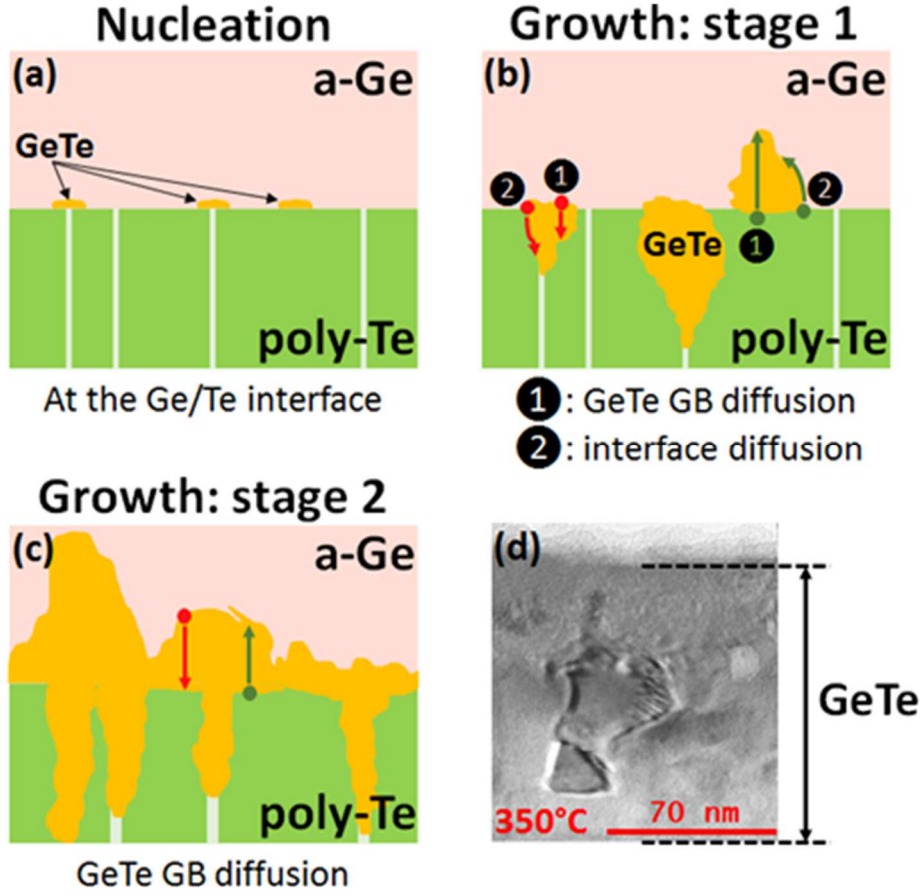 Nucleation
(a)
a-Ge
GeTe
poly-Te
At the Ge/Te interface
Growth: stage 1
(b)
a-Ge
2
1
2
GeTe
1
poly-Te
1 : GeTe GB diffusion
2 : interface diffusion
Growth: stage 2
(c)
a-Ge
poly-Te
GeTe GB diffusion
(d)
GeTe
350°C
70 nm